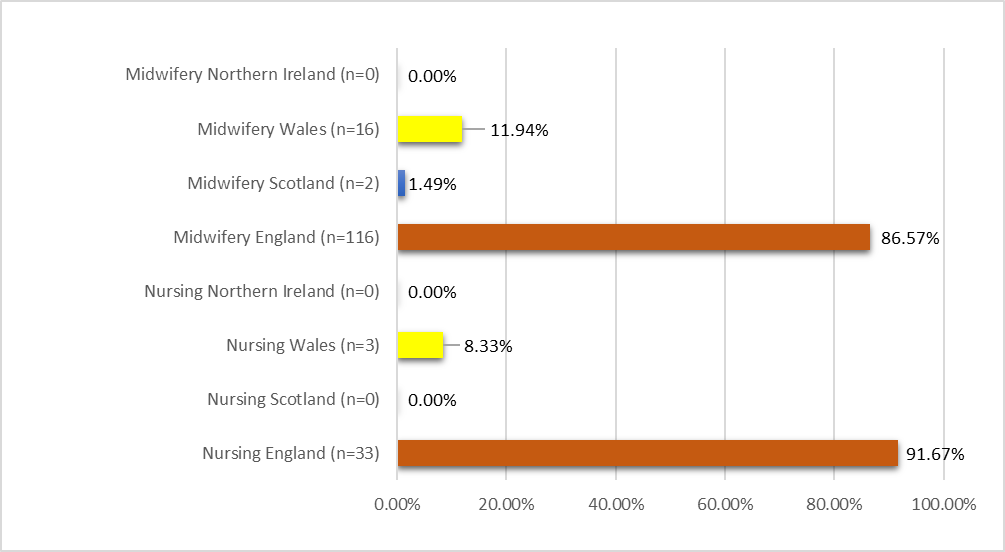 Midwifery Northern Ireland (n=0) 0.00%
Midwifery Wales (n=16) 11.94%
Midwifery Scotland (n=2) 1.49%
Midwifery England (n=116) 86.57%
Nursing Northern Ireland (n=0) 0.00%
Nursing Wales (n=3) 8.33%
Nursing Scotland (n=0) 0.00%
Nursing England (n=33) 91.67%
0.00% 20.00% 40.00% 60.00% 80.00% 100.00%